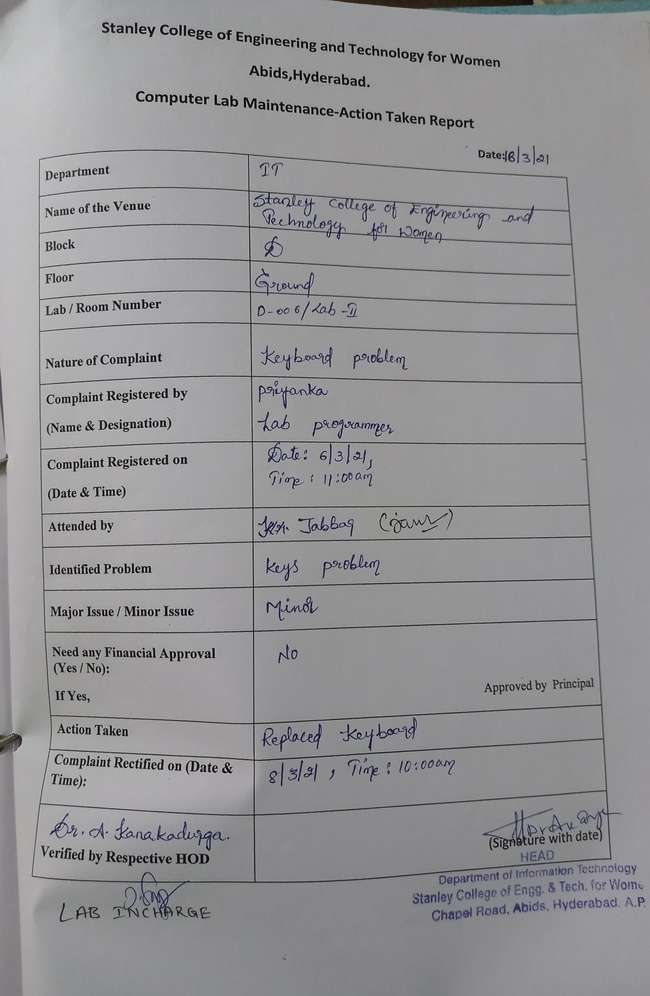 Stanley College of Engineering and Technology for Women
Abids,Hyderabad.
Computer Lab Maintenance-Action Taken Report
Date:18/3/21
Department IT
Name of the Venue Stanley College of Engineering and
Technology for Women
Block D
Floor Ground
Lab / Room Number D-006/Lab-II
Nature of Complaint Keyboard problem
Complaint Registered by Priyanka
(Name & Designation) Lab programmer
Complaint Registered on Date: 6/3/21,
(Date & Time) Time: 11:00am
Attended by Jabbaq
Identified Problem Keys problem
Major Issue / Minor Issue Minor
Need any Financial Approval No
(Yes / No):
If Yes, Approved by Principal
Action Taken Replaced Keyboard
Complaint Rectified on (Date & 8/3/21, Time: 10:00am
Time):
Dr. A. Kanakadurga.
Verified by Respective HOD (Signature with date)
HEAD
Department of Information Technology
Stanley College of Engg. & Tech. for Wome
Chapel Road, Abids, Hyderabad. A.P.
LAB INCHARGE